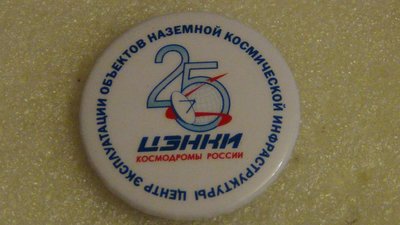 ЦЕНТР ЭКСПЛУАТАЦИИ ОБЪЕКТОВ НАЗЕМНОЙ КОСМИЧЕСКОЙ ИНФРАСТРУКТУРЫ
25
ЦЭНКИ
КОСМОДРОМЫ РОССИИ